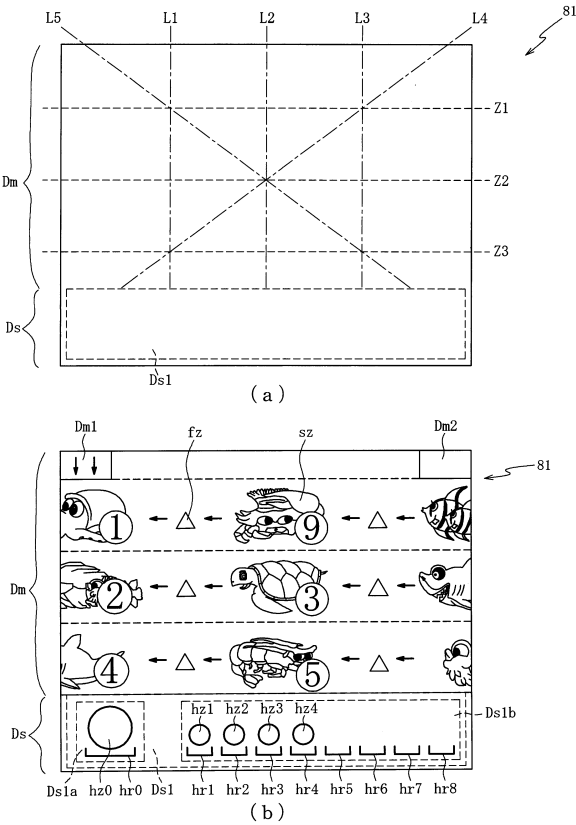 L5 L1 L2 L3 L4 81
Z1
Dm Z2
Z3
Ds
Ds1
(a)
Dm1 fz sz Dm2
81
1 9
Dm 2 3
4 5
hz1 hz2 hz3 hz4
Ds Ds1b
Ds1a hz0 hr0 Ds1 hr1 hr2 hr3 hr4 hr5 hr6 hr7 hr8
(b)